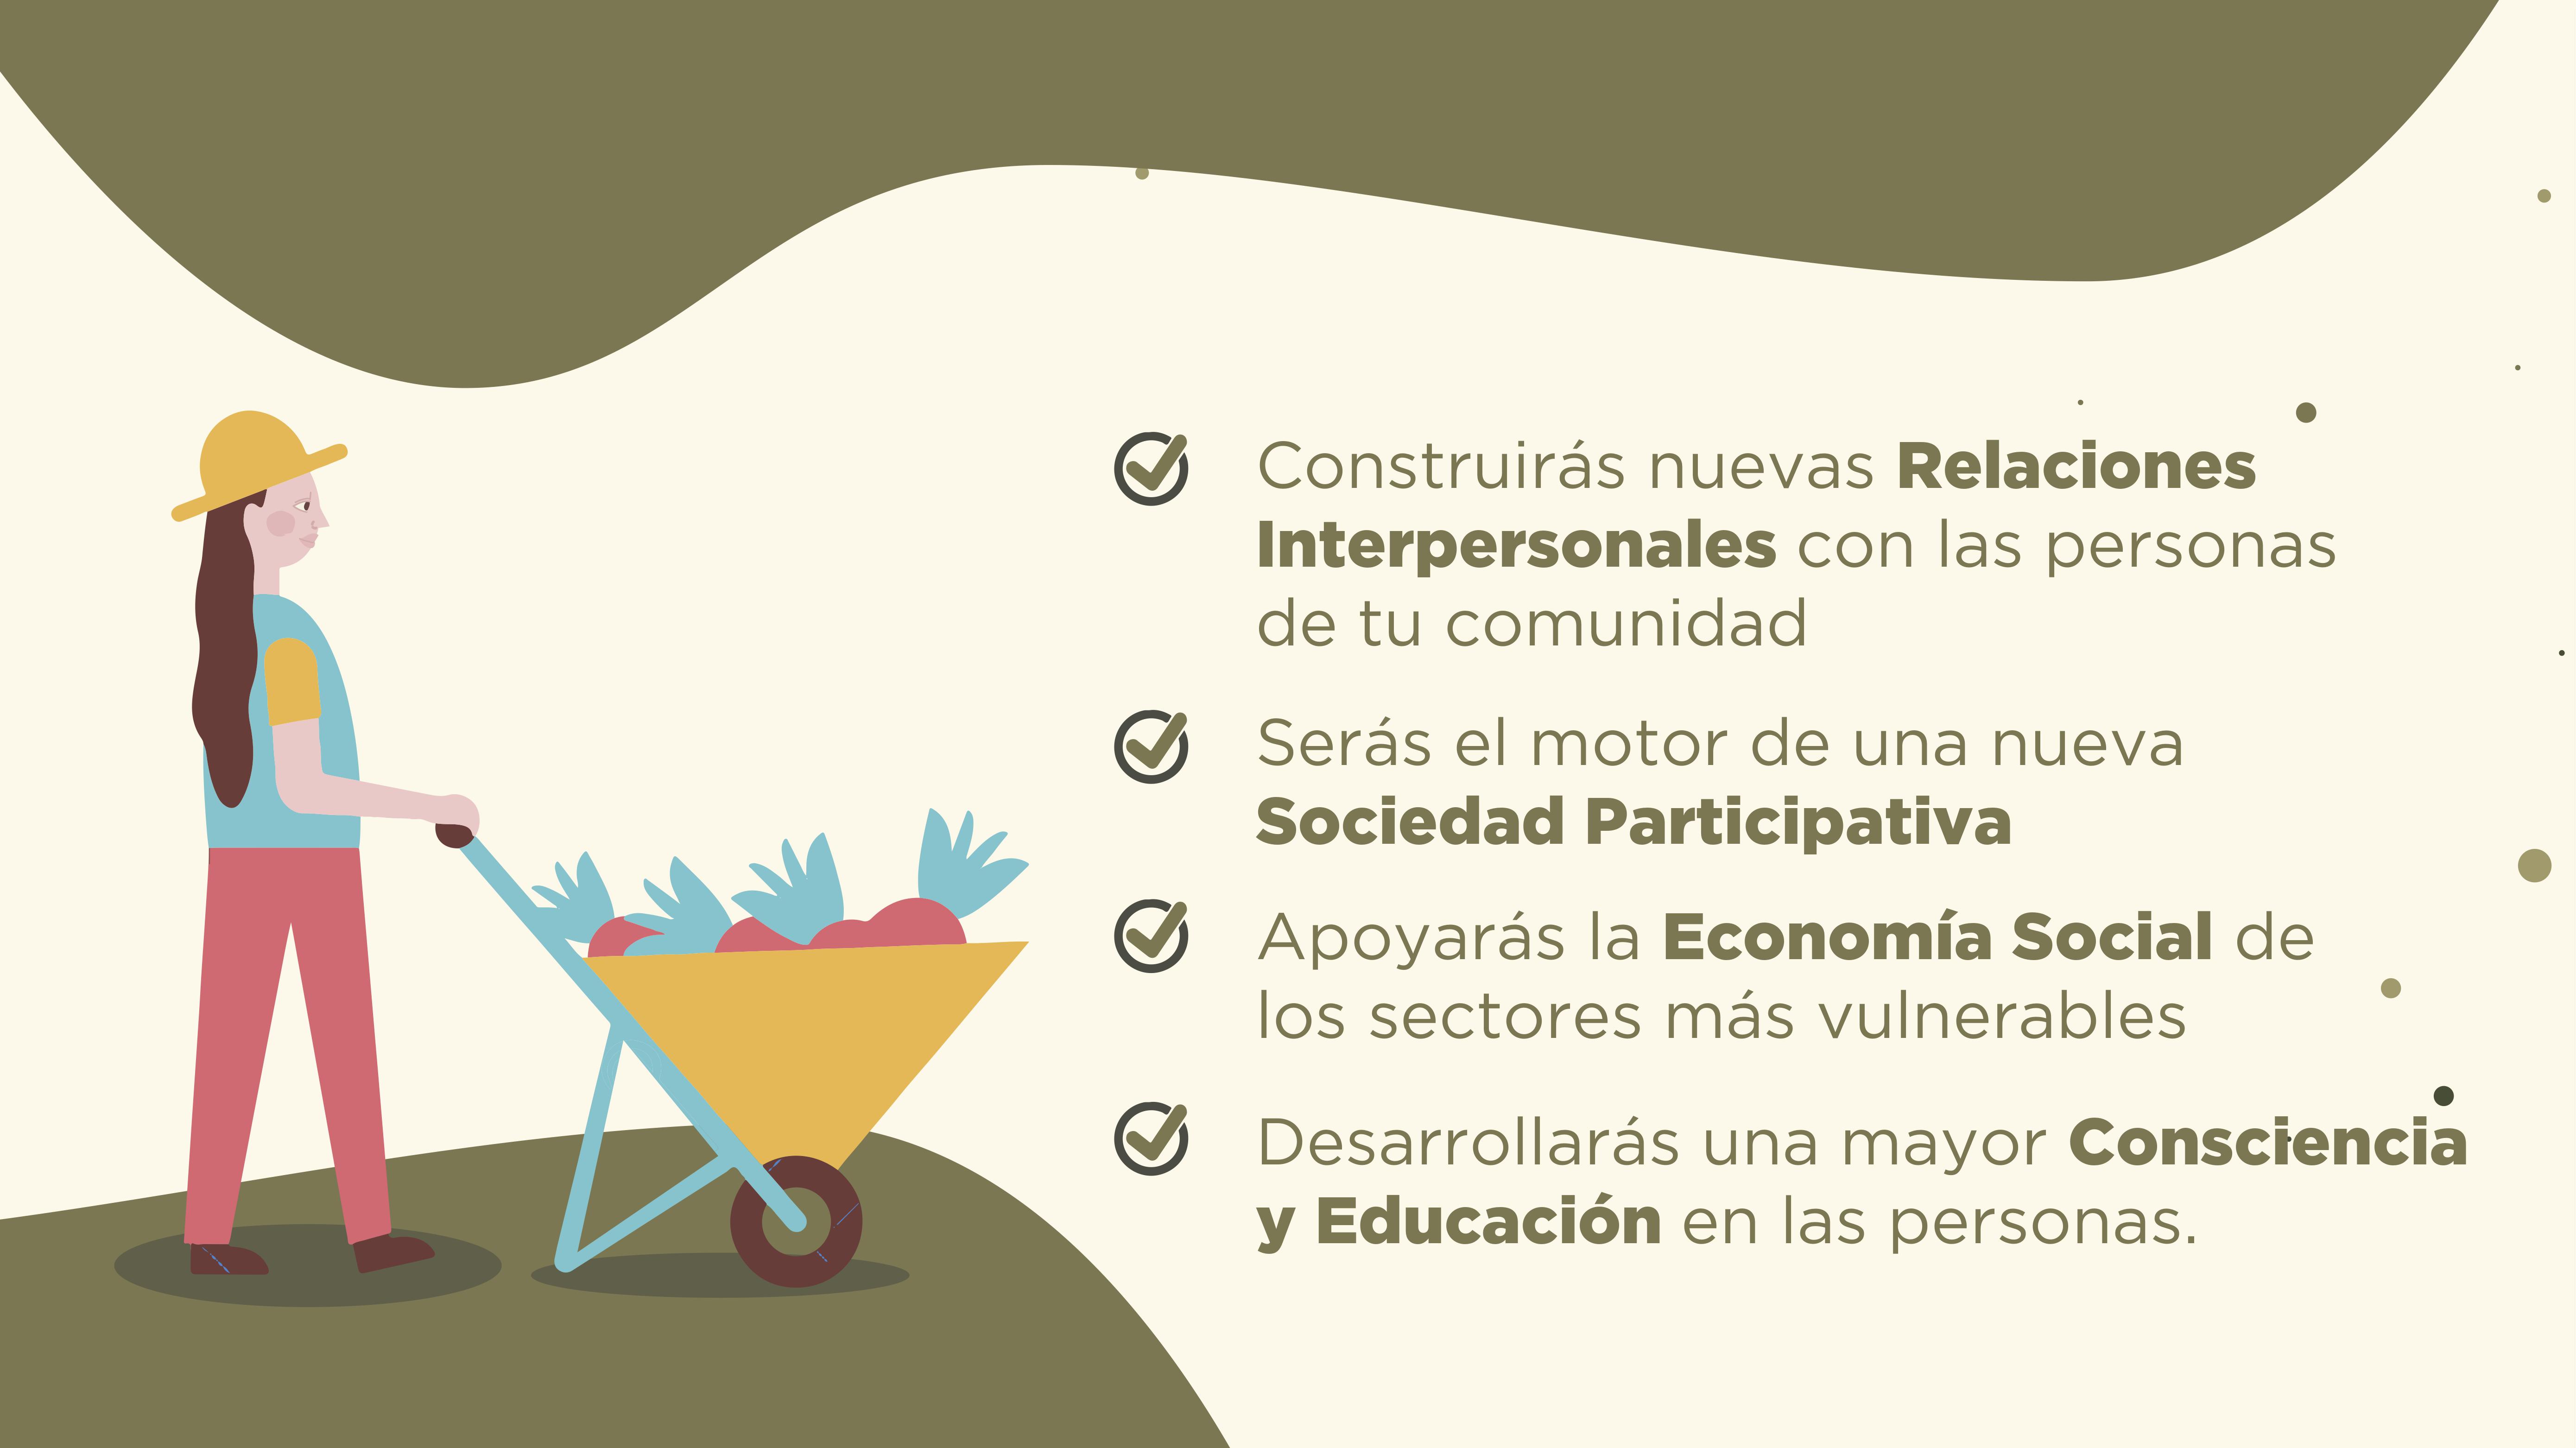 Construirás nuevas Relaciones
Interpersonales con las personas
de tu comunidad
Serás el motor de una nueva
Sociedad Participativa
Apoyarás la Economía Social de
los sectores más vulnerables
Desarrollarás una mayor Consciencia
y Educación en las personas.